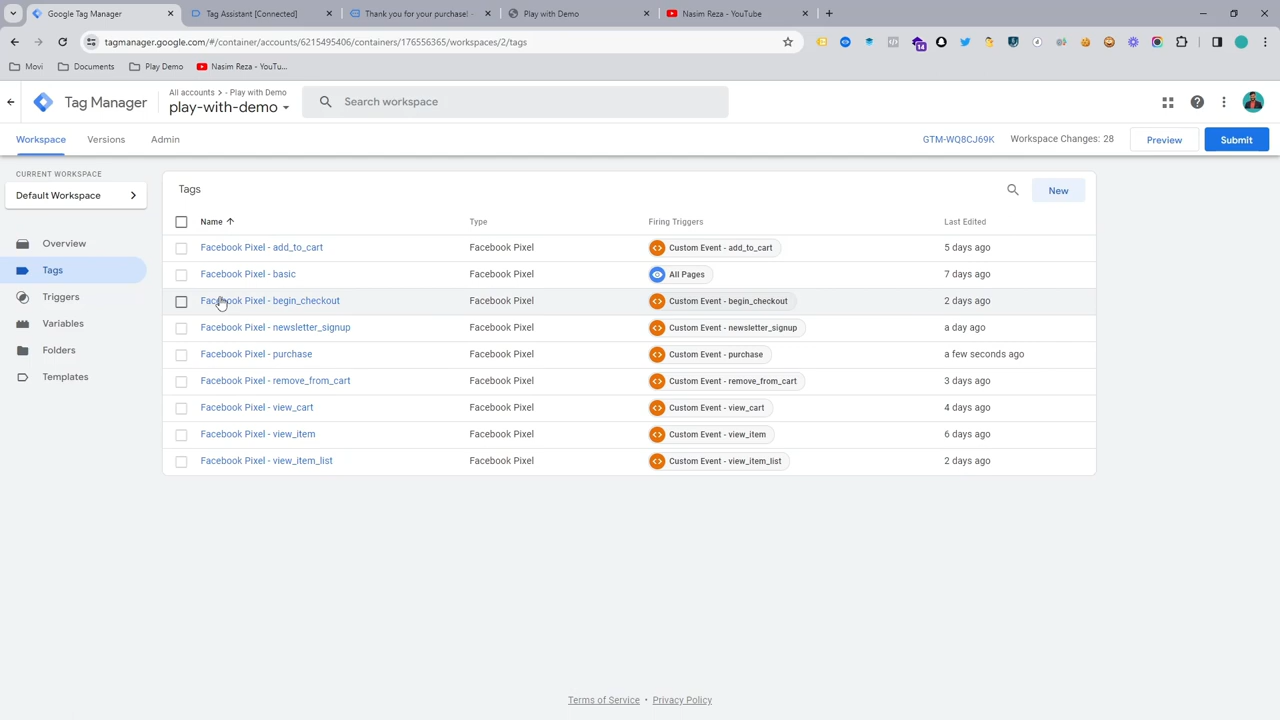 Google Tag Manager
Tag Assistant [Connected]
Thank you for your purchase! -
Play with Demo
Nasim Reza - YouTube
tagmanager.google.com/#/container/accounts/6215495406/containers/176556365/workspaces/2/tags
14
Movi
Documents
Play Demo
Nasim Reza - YouTu...
Tag Manager
All accounts > - Play with Demo
play-with-demo
Search workspace
Workspace
Versions
Admin
GTM-WQ8CJ69K
Workspace Changes: 28
Preview
Submit
CURRENT WORKSPACE
Default Workspace
Overview
Tags
Triggers
Variables
Folders
Templates
Tags
New
Name Type Firing Triggers Last Edited
Facebook Pixel - add_to_cart Facebook Pixel Custom Event - add_to_cart 5 days ago
Facebook Pixel - basic Facebook Pixel All Pages 7 days ago
Facebook Pixel - begin_checkout Facebook Pixel Custom Event - begin_checkout 2 days ago
Facebook Pixel - newsletter_signup Facebook Pixel Custom Event - newsletter_signup a day ago
Facebook Pixel - purchase Facebook Pixel Custom Event - purchase a few seconds ago
Facebook Pixel - remove_from_cart Facebook Pixel Custom Event - remove_from_cart 3 days ago
Facebook Pixel - view_cart Facebook Pixel Custom Event - view_cart 4 days ago
Facebook Pixel - view_item Facebook Pixel Custom Event - view_item 6 days ago
Facebook Pixel - view_item_list Facebook Pixel Custom Event - view_item_list 2 days ago
Terms of Service • Privacy Policy